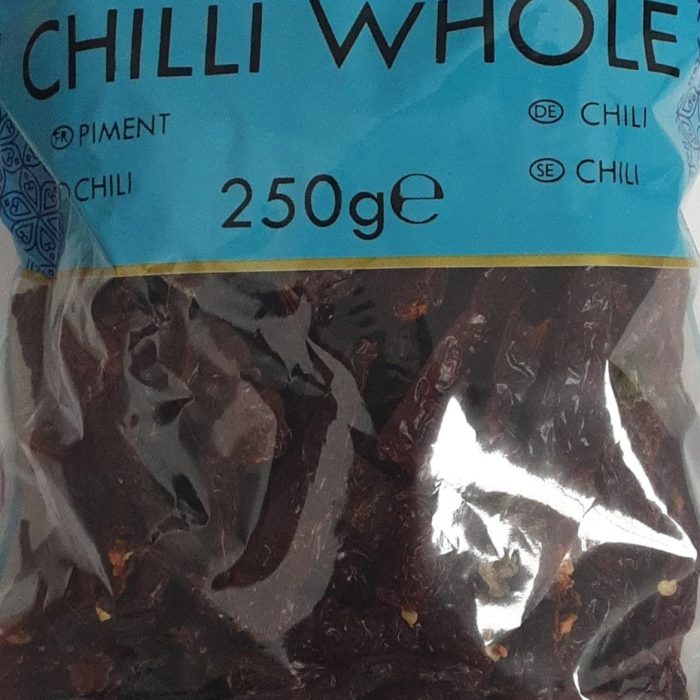 CHILLI WHOLE
FR PIMENT
DE CHILI
CHILI
SE CHILI
250g e